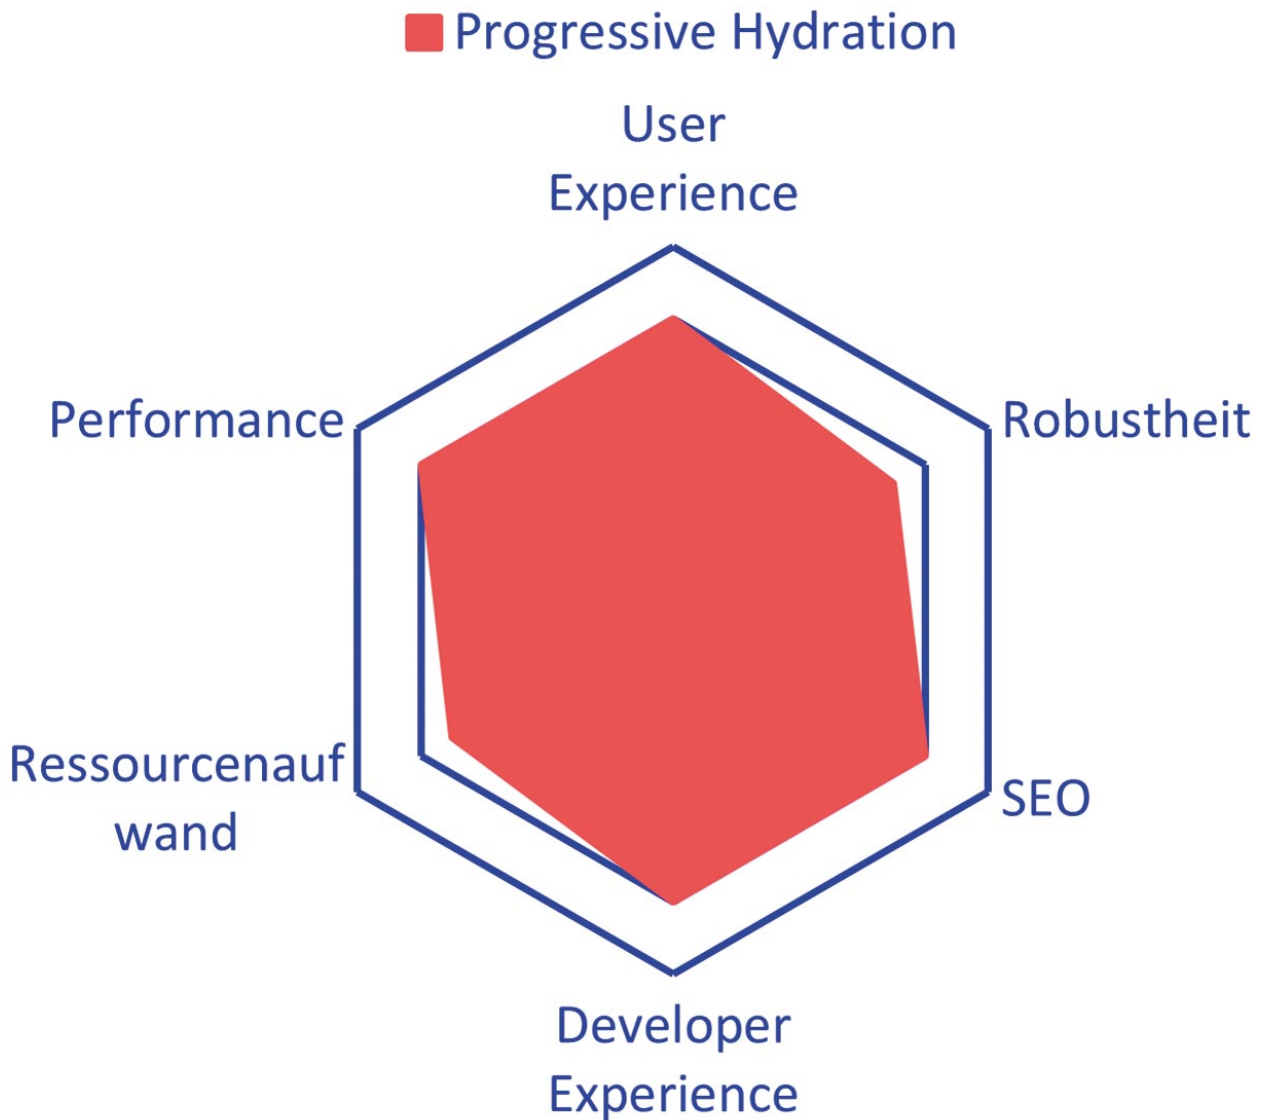 Progressive Hydration
User
Experience
Performance
Robustheit
Ressourcenauf
wand
SEO
Developer
Experience